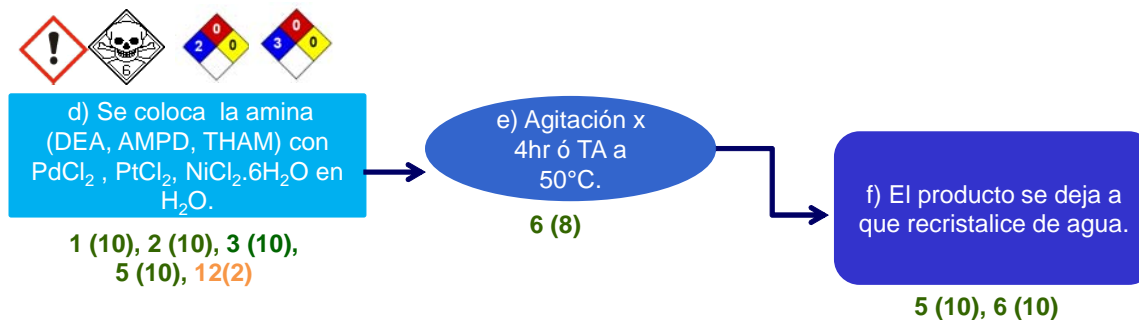 !
6
2 0 0
3 0 0
d) Se coloca la amina
(DEA, AMPD, THAM) con
PdCl₂ , PtCl₂, NiCl₂.6H₂O en
H₂O.
1 (10), 2 (10), 3 (10),
5 (10), 12(2)
e) Agitación x
4hr ó TA a
50°C.
6 (8)
f) El producto se deja a
que recristalice de agua.
5 (10), 6 (10)